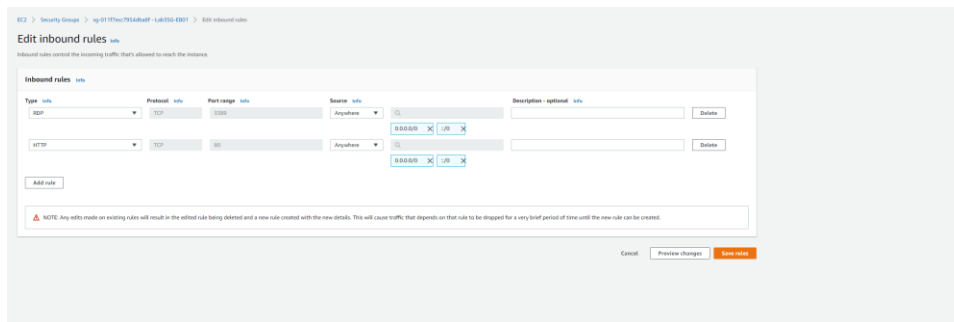 EC2 > Security Groups > sg-011f7ecc795Adba8F - Lab3SG-EB01 > Edit inbound rules
Edit inbound rules Info
Inbound rules control the incoming traffic that's allowed to reach the instance.
Inbound rules Info
Type Info Protocol Info Port range Info Source Info Description - optional Info
RDP TCP 3389 Anywhere Delete
0.0.0.0/0 ::/0
HTTP TCP 80 Anywhere Delete
0.0.0.0/0 ::/0
Add rule
NOTE: Any edits made on existing rules will result in the edited rule being deleted and a new rule created with the new details. This will cause traffic that depends on that rule to be dropped for a very brief period of time until the new rule can be created.
Cancel Preview changes Save rules